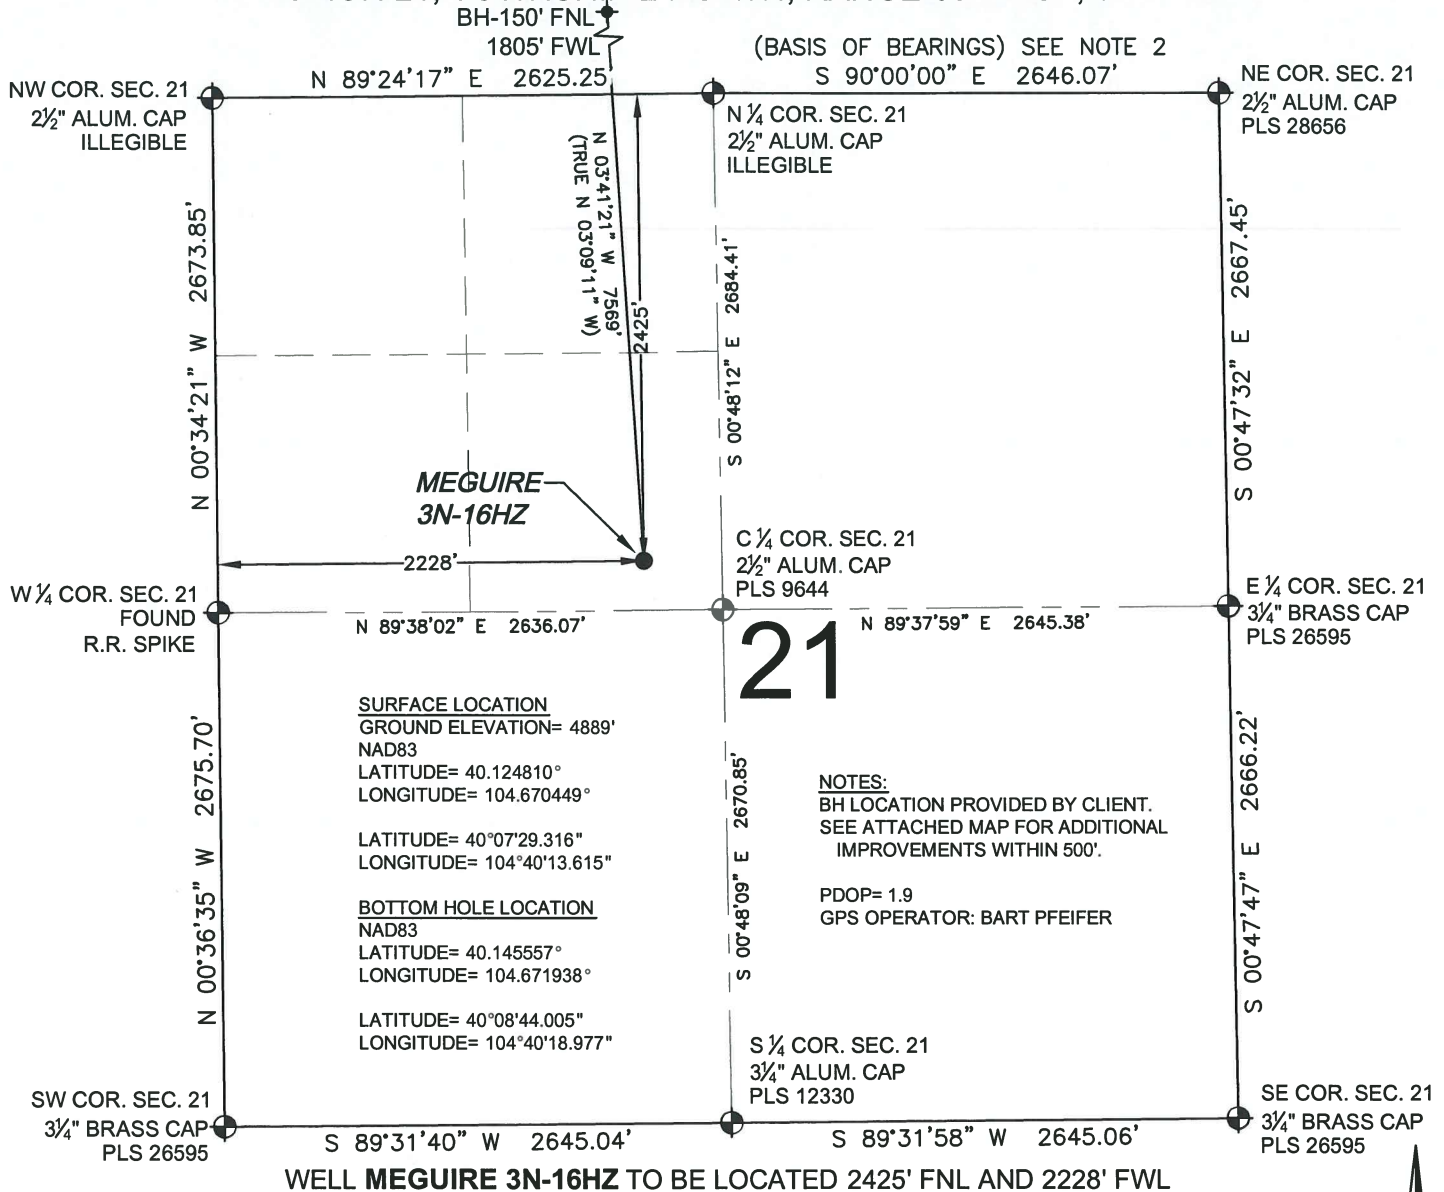 BH-150' FNL
1805' FWL
(BASIS OF BEARINGS) SEE NOTE 2
N 89°24'17" E 2625.25
S 90°00'00" E 2646.07'
NW COR. SEC. 21
2½" ALUM. CAP
ILLEGIBLE
N ¼ COR. SEC. 21
2½" ALUM. CAP
ILLEGIBLE
NE COR. SEC. 21
2½" ALUM. CAP
PLS 28656
N 03°41'21" W 7569'
(TRUE N 03°09'11" W)
2425'
N 00°34'21" W 2673.85'
S 00°48'12" E 2684.41'
S 00°47'32" E 2667.45'
MEGUIRE
3N-16HZ
2228'
C ¼ COR. SEC. 21
2½" ALUM. CAP
PLS 9644
W ¼ COR. SEC. 21
FOUND
R.R. SPIKE
E ¼ COR. SEC. 21
3¼" BRASS CAP
PLS 26595
N 89°38'02" E 2636.07'
N 89°37'59" E 2645.38'
21
SURFACE LOCATION
GROUND ELEVATION= 4889'
NAD83
LATITUDE= 40.124810°
LONGITUDE= 104.670449°
LATITUDE= 40°07'29.316"
LONGITUDE= 104°40'13.615"
BOTTOM HOLE LOCATION
NAD83
LATITUDE= 40.145557°
LONGITUDE= 104.671938°
LATITUDE= 40°08'44.005"
LONGITUDE= 104°40'18.977"
NOTES:
BH LOCATION PROVIDED BY CLIENT.
SEE ATTACHED MAP FOR ADDITIONAL
IMPROVEMENTS WITHIN 500'.
PDOP= 1.9
GPS OPERATOR: BART PFEIFER
N 00°36'35" W 2675.70'
S 00°48'09" E 2670.85'
S 00°47'47" E 2666.22'
S ¼ COR. SEC. 21
3¼" ALUM. CAP
PLS 12330
SW COR. SEC. 21
3¼" BRASS CAP
PLS 26595
SE COR. SEC. 21
3¼" BRASS CAP
PLS 26595
S 89°31'40" W 2645.04'
S 89°31'58" W 2645.06'
WELL MEGUIRE 3N-16HZ TO BE LOCATED 2425' FNL AND 2228' FWL